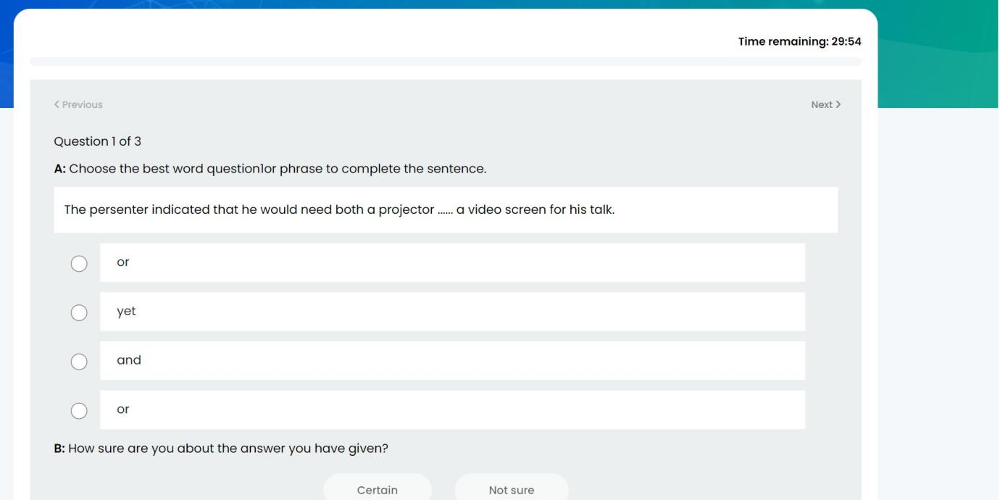 Time remaining: 29:54
< Previous
Next >
Question 1 of 3
A: Choose the best word question1or phrase to complete the sentence.
The persenter indicated that he would need both a projector ...... a video screen for his talk.
or
yet
and
or
B: How sure are you about the answer you have given?
Certain
Not sure